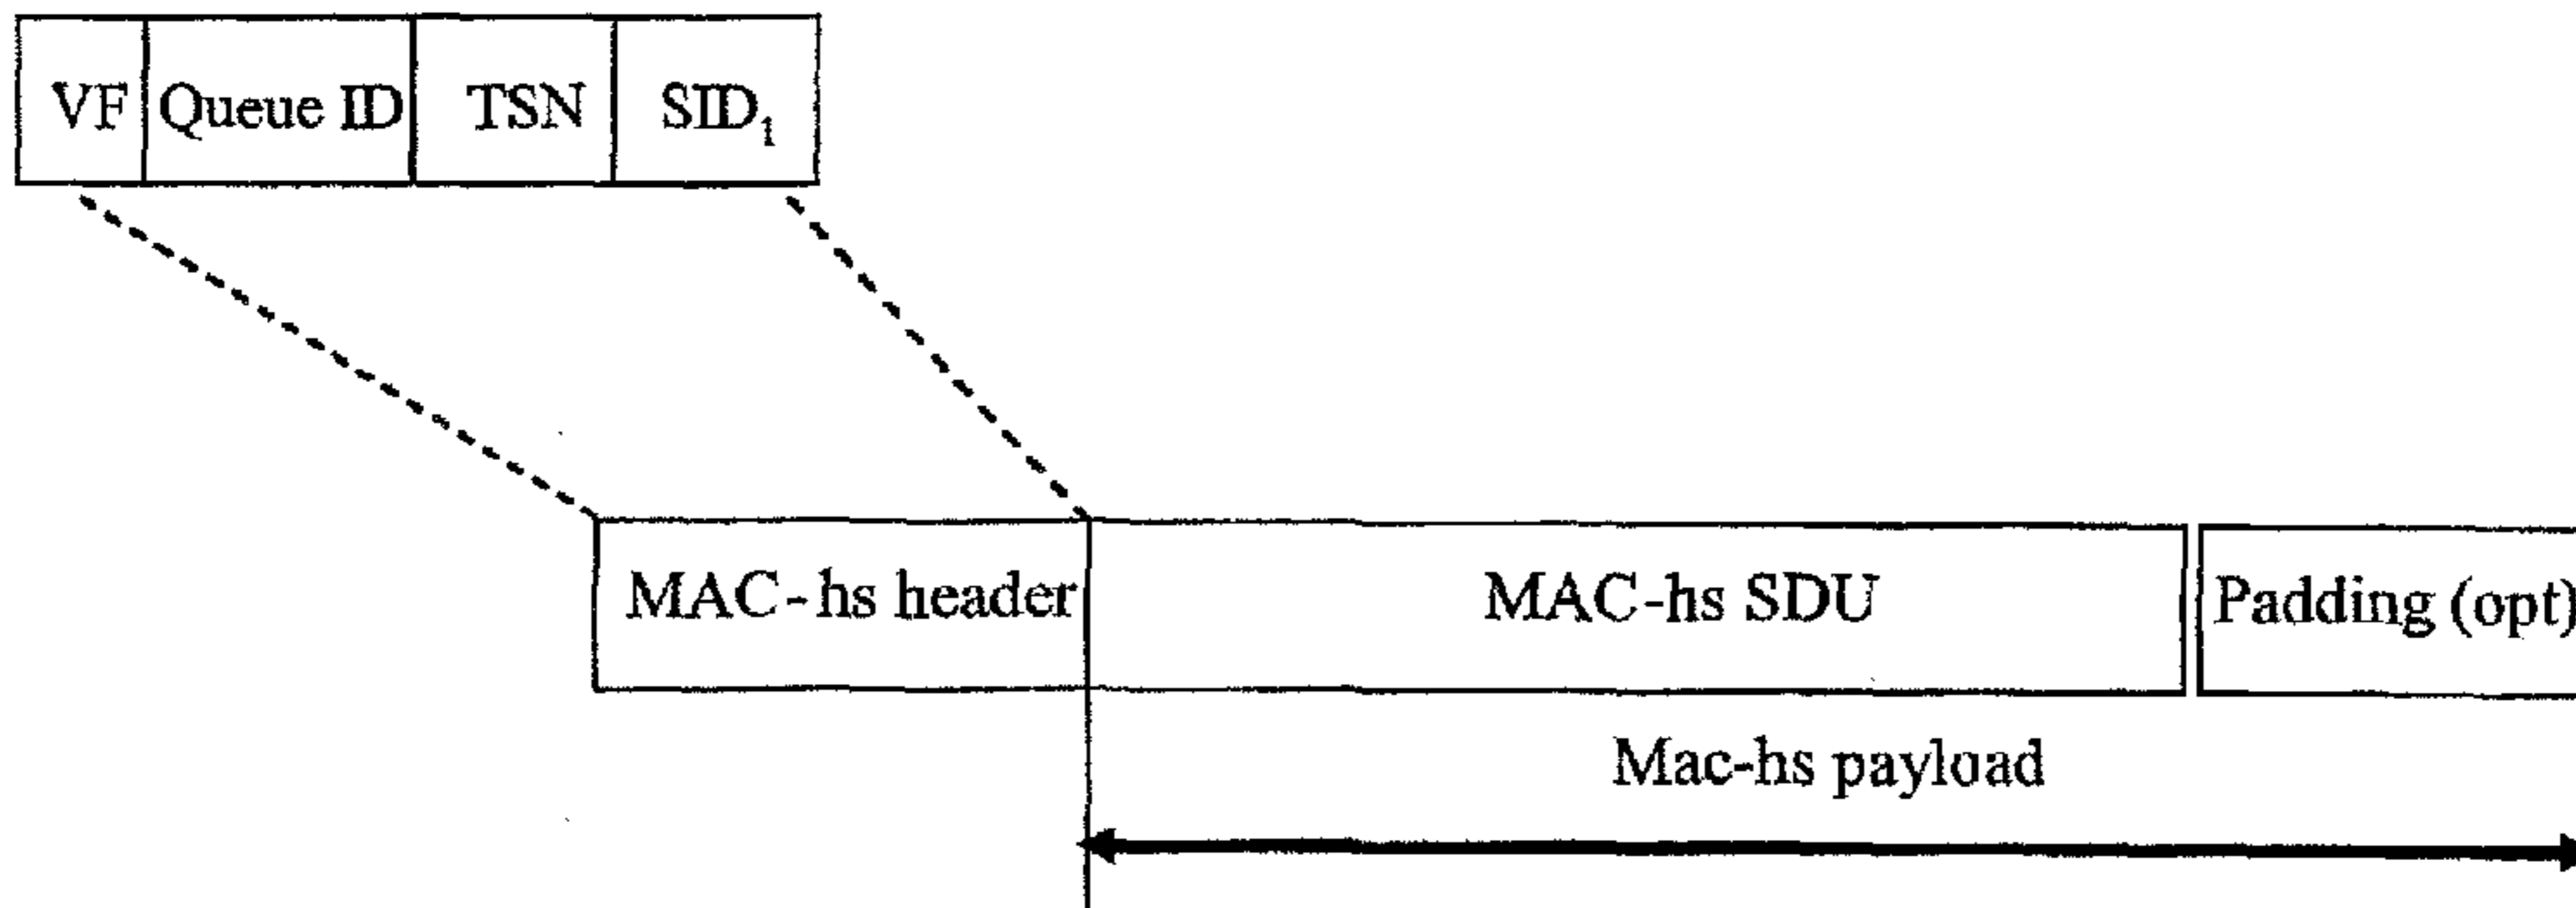 VF Queue ID TSN SID₁
MAC-hs header MAC-hs SDU Padding (opt)
Mac-hs payload